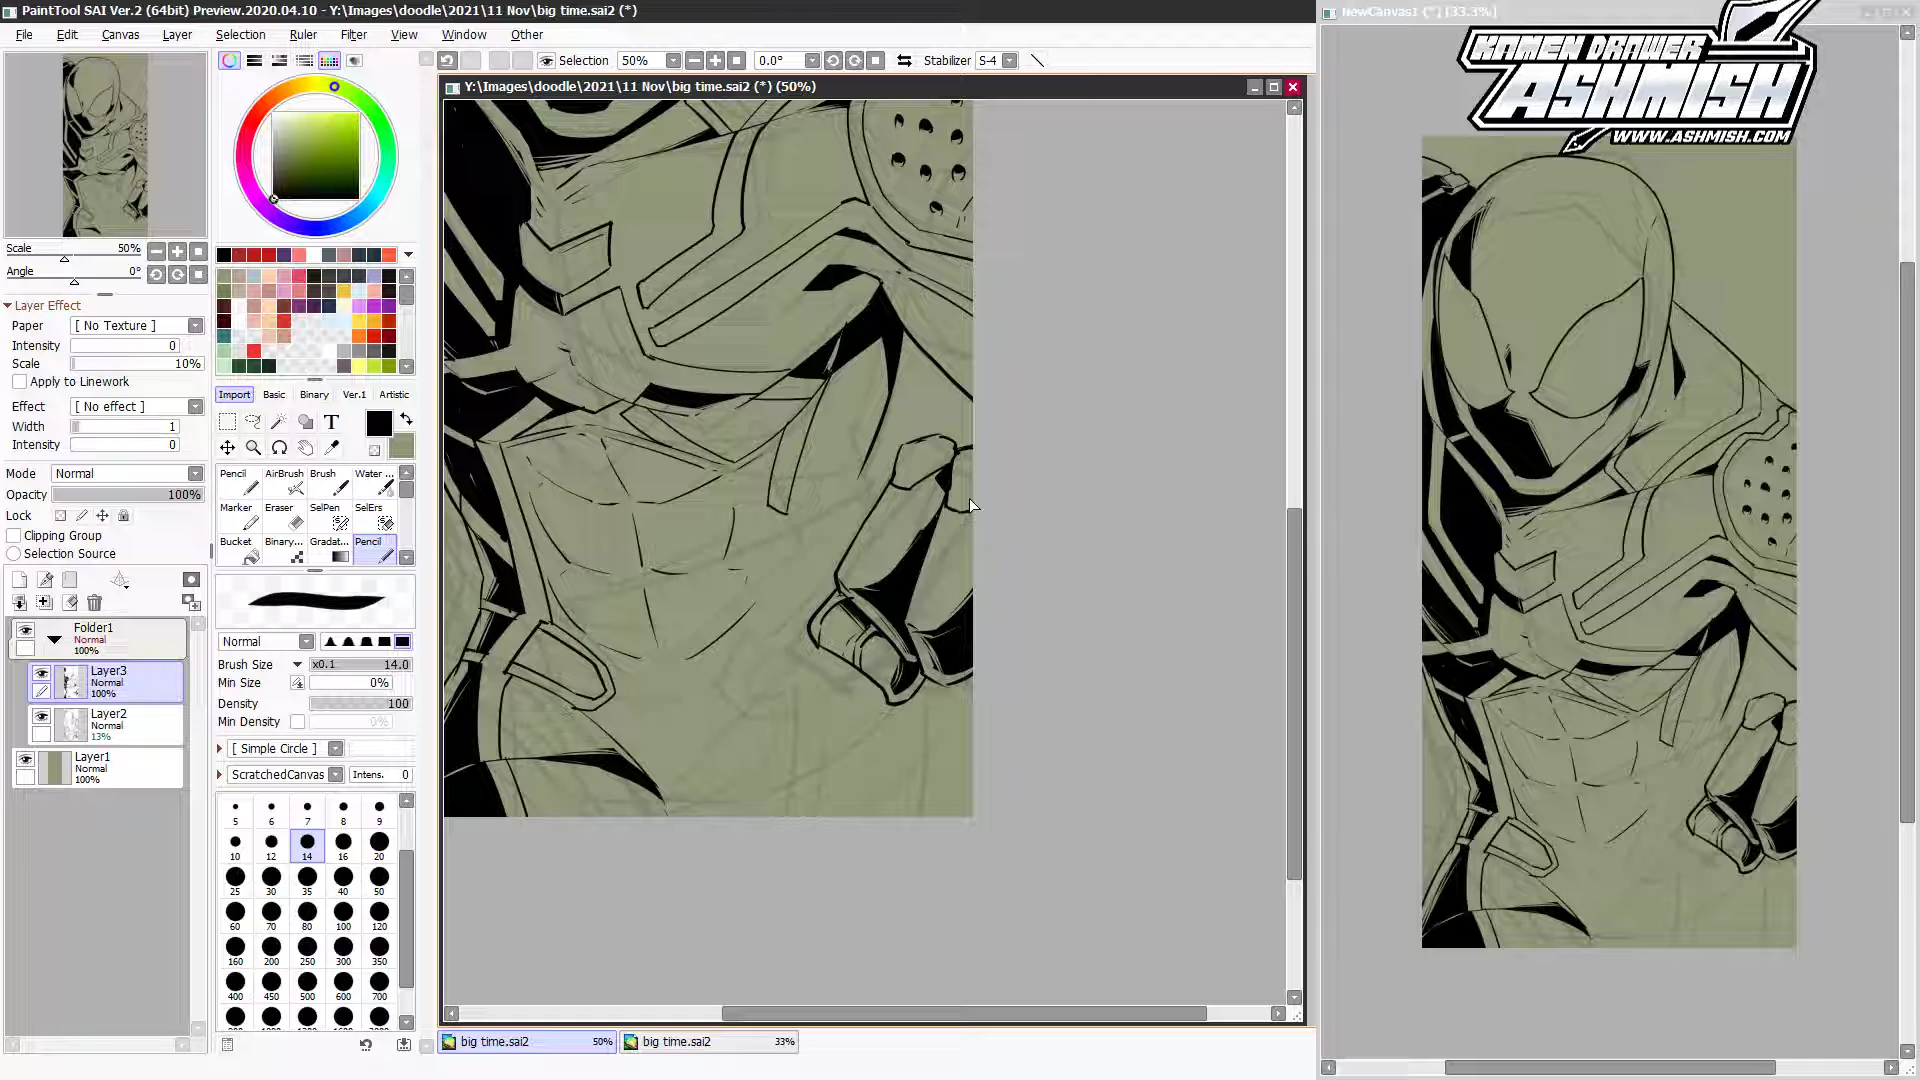 PaintTool SAI Ver.2 (64bit) Preview.2020.04.10 - Y:\Images\doodle\2021\11 Nov\big time.sai2 (*)
NewCanvas1 (*) [33.3%]
File Edit Canvas Layer Selection Ruler Filter View Window Other
KAMEN DRAWER
ASHMISH
WWW.ASHMISH.COM
Selection 50% 0.0° Stabilizer S-4
Y:\Images\doodle\2021\11 Nov\big time.sai2 (*) (50%)
Scale 50%
Angle 0°
Layer Effect
Paper [ No Texture ]
Intensity 0
Scale 10%
Apply to Linework
Effect [ No effect ]
Width 1
Intensity 0
Mode Normal
Opacity 100%
Lock
Clipping Group
Selection Source
Folder1
Normal
100%
Layer3
Normal
100%
Layer2
Normal
13%
Layer1
Normal
100%
Import Basic Binary Ver.1 Artistic
T
Pencil AirBrush Brush Water ...
Marker Eraser SelPen SelErs
Bucket Binary... Gradat... Pencil
Normal
Brush Size x0.1 14.0
Min Size 0%
Density 100
Min Density 0%
[ Simple Circle ]
ScratchedCanvas Intens. 0
5 6 7 8 9
10 12 14 16 20
25 30 35 40 50
60 70 80 100 120
160 200 250 300 350
400 450 500 600 700
big time.sai2 50% big time.sai2 33%